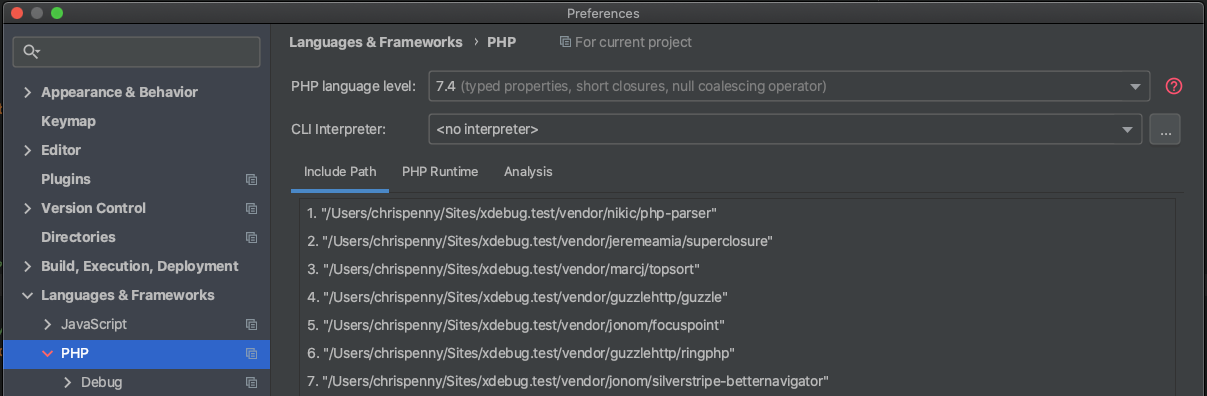 Preferences
Languages & Frameworks › PHP For current project
PHP language level: 7.4 (typed properties, short closures, null coalescing operator)
CLI Interpreter: <no interpreter> ...
Include Path PHP Runtime Analysis
1. "/Users/chrispenny/Sites/xdebug.test/vendor/nikic/php-parser"
2. "/Users/chrispenny/Sites/xdebug.test/vendor/jeremeamia/superclosure"
3. "/Users/chrispenny/Sites/xdebug.test/vendor/marcj/topsort"
4. "/Users/chrispenny/Sites/xdebug.test/vendor/guzzlehttp/guzzle"
5. "/Users/chrispenny/Sites/xdebug.test/vendor/jonom/focuspoint"
6. "/Users/chrispenny/Sites/xdebug.test/vendor/guzzlehttp/ringphp"
7. "/Users/chrispenny/Sites/xdebug.test/vendor/jonom/silverstripe-betternavigator"
Appearance & Behavior
Keymap
Editor
Plugins
Version Control
Directories
Build, Execution, Deployment
Languages & Frameworks
JavaScript
PHP
Debug